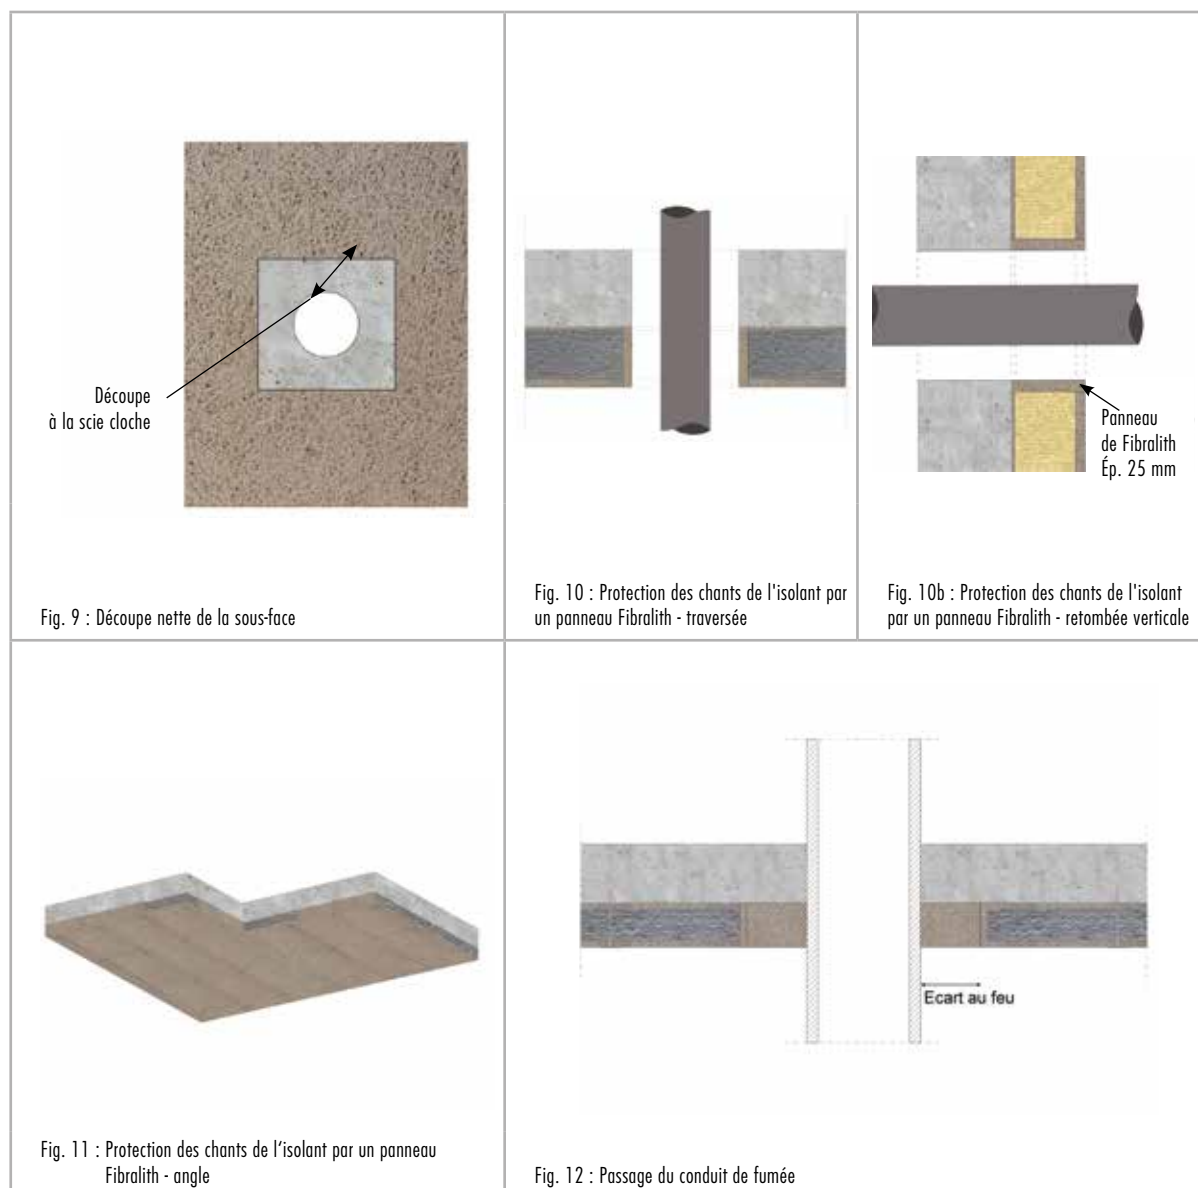 Découpe
à la scie cloche
Fig. 9 : Découpe nette de la sous-face
Fig. 10 : Protection des chants de l'isolant par
un panneau Fibralith - traversée
Panneau
de Fibralith
Ép. 25 mm
Fig. 10b : Protection des chants de l'isolant
par un panneau Fibralith - retombée verticale
Fig. 11 : Protection des chants de l’isolant par un panneau
Fibralith - angle
Ecart au feu
Fig. 12 : Passage du conduit de fumée